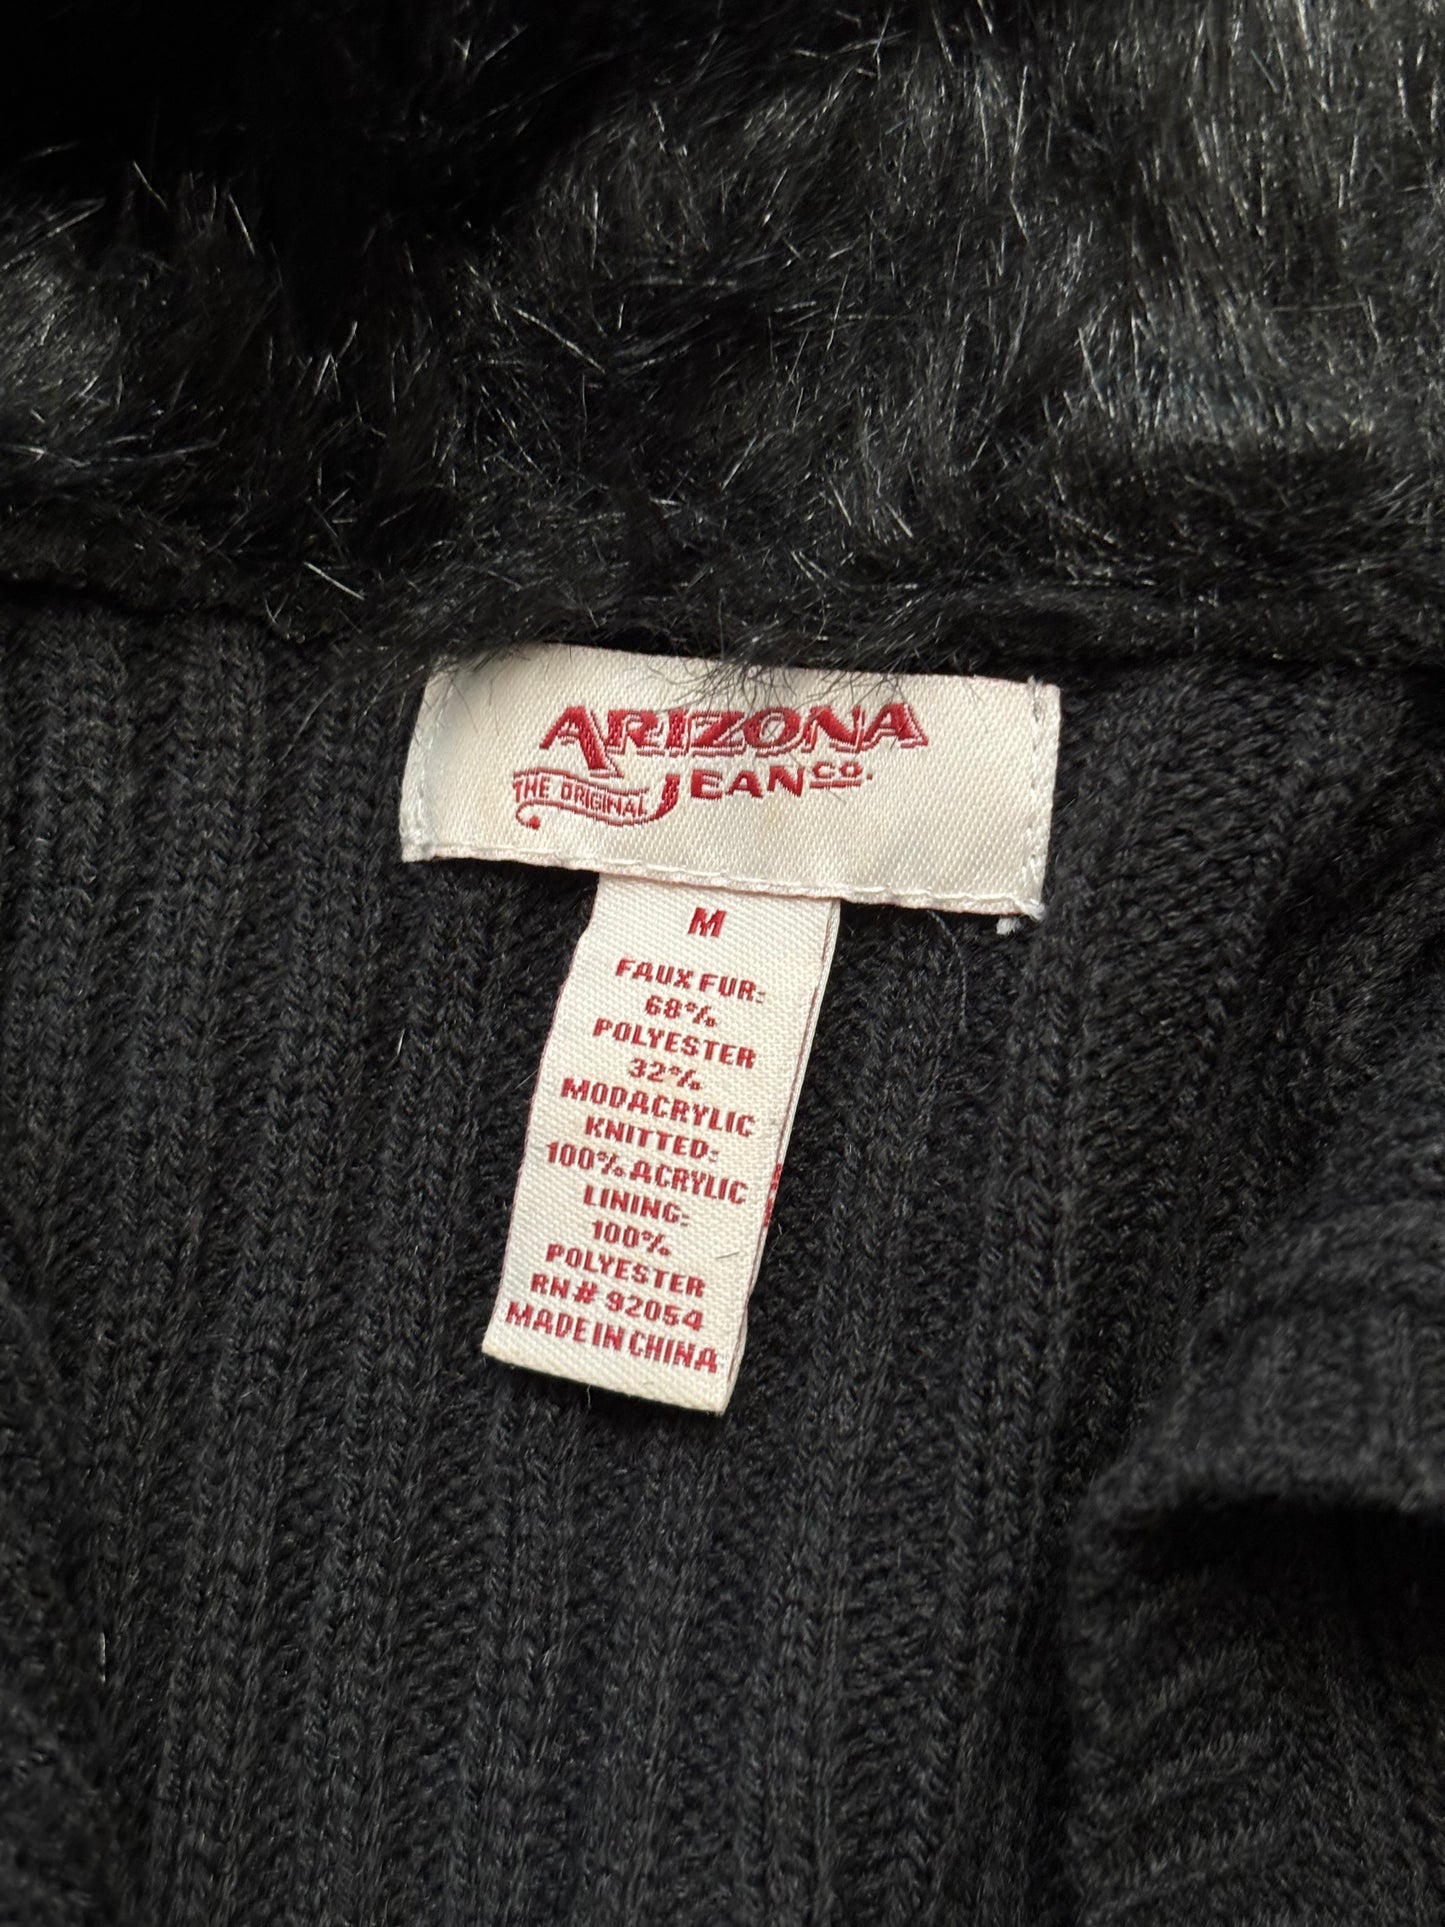 ARIZONA
THE ORIGINAL JEAN CO.
M
FAUX FUR:
68%
POLYESTER
32%
MODACRYLIC
KNITTED:
100% ACRYLIC
LINING:
100%
POLYESTER
RN# 92054
MADE IN CHINA